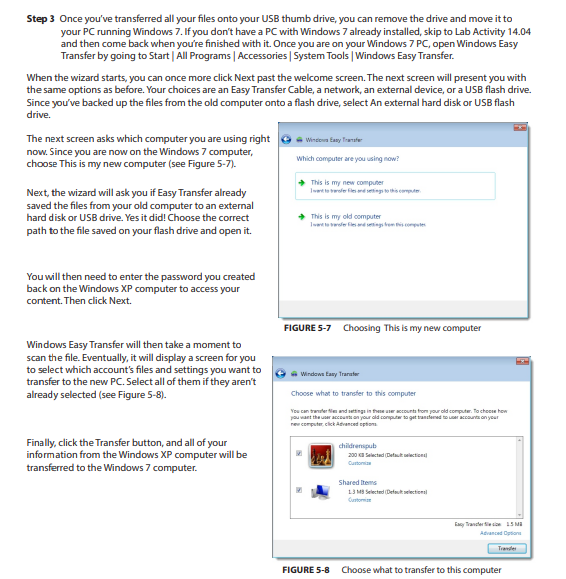 Step 3 Once you've transferred all your files onto your USB thumb drive, you can remove the drive and move it to
your PC running Windows 7. If you don't have a PC with Windows 7 already installed, skip to Lab Activity 14.04
and then come back when you're finished with it. Once you are on your Windows 7 PC, open Windows Easy
Transfer by going to Start | All Programs | Accessories | System Tools | Windows Easy Transfer.
When the wizard starts, you can once more click Next past the welcome screen. The next screen will present you with
the same options as before. Your choices are an Easy Transfer Cable, a network, an external device, or a USB flash drive.
Since you've backed up the files from the old computer onto a flash drive, select An external hard disk or USB flash
drive.
The next screen asks which computer you are using right
now. Since you are now on the Windows 7 computer,
choose This is my new computer (see Figure 5-7).
Next, the wizard will ask you if Easy Transfer already
saved the files from your old computer to an external
hard disk or USB drive. Yes it did! Choose the correct
path to the file saved on your flash drive and open it.
You will then need to enter the password you created
back on the Windows XP computer to access your
content. Then click Next.
Windows Easy Transfer
Which computer are you using now?
This is my new computer
I want to transfer files and settings to this computer.
This is my old computer
I want to transfer files and settings from this computer.
FIGURE 5-7 Choosing This is my new computer
Windows Easy Transfer will then take a moment to
scan the file. Eventually, it will display a screen for you
to select which account's files and settings you want to
transfer to the new PC. Select all of them if they aren't
already selected (see Figure 5-8).
Finally, click the Transfer button, and all of your
information from the Windows XP computer will be
transferred to the Windows 7 computer.
Windows Easy Transfer
Choose what to transfer to this computer
You can transfer files and settings in these user accounts from your old computer. To choose how
you want the user accounts on your old computer to get transferred to user accounts on your
new computer, click Advanced options.
childrenspub
200 KB Selected (Default selections)
Customize
Shared Items
1.3 MB Selected (Default selections)
Customize
Easy Transfer file size: 1.5 MB
Advanced Options
Transfer
FIGURE 5-8 Choose what to transfer to this computer